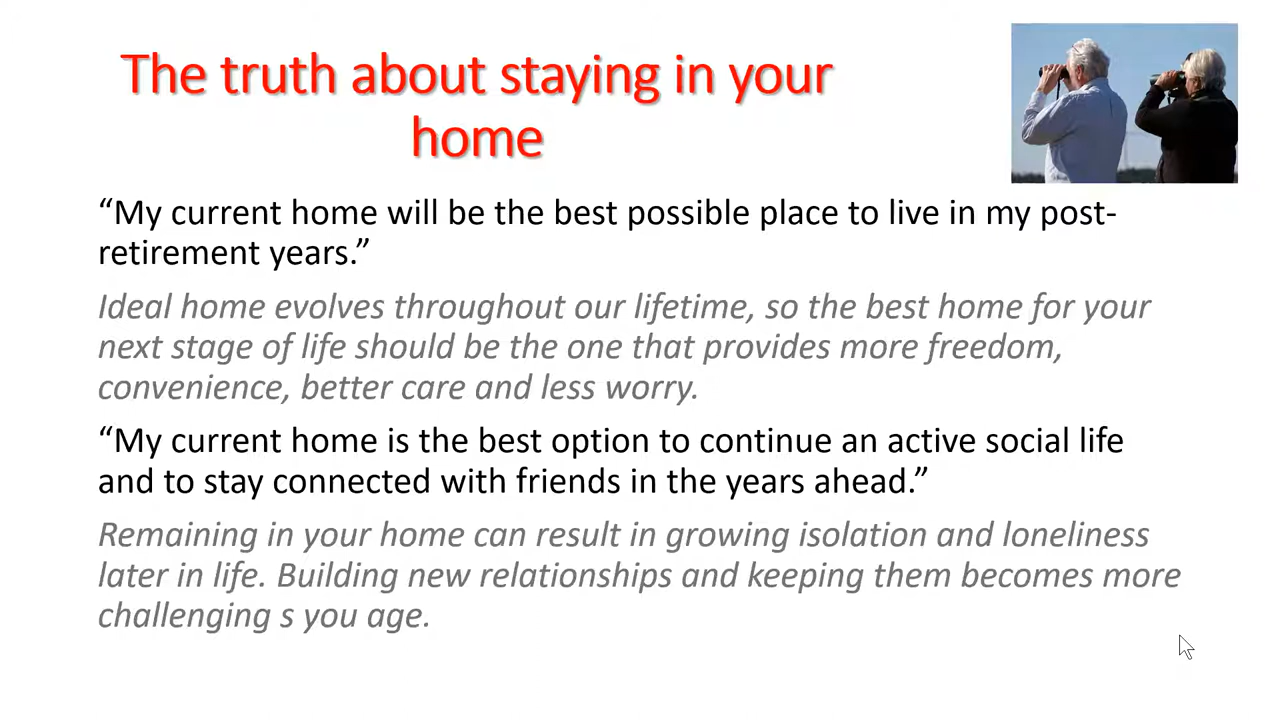 The truth about staying in your
home
“My current home will be the best possible place to live in my post-
retirement years.”
Ideal home evolves throughout our lifetime, so the best home for your
next stage of life should be the one that provides more freedom,
convenience, better care and less worry.
“My current home is the best option to continue an active social life
and to stay connected with friends in the years ahead.”
Remaining in your home can result in growing isolation and loneliness
later in life. Building new relationships and keeping them becomes more
challenging s you age.